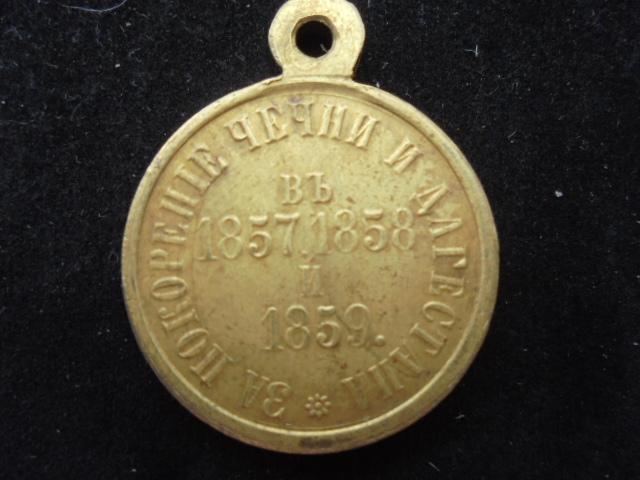 ЗА ПОКОРЕНІЕ ЧЕЧНИ И ДАГЕСТАНА
ВЪ
1857, 1858
И
1859.